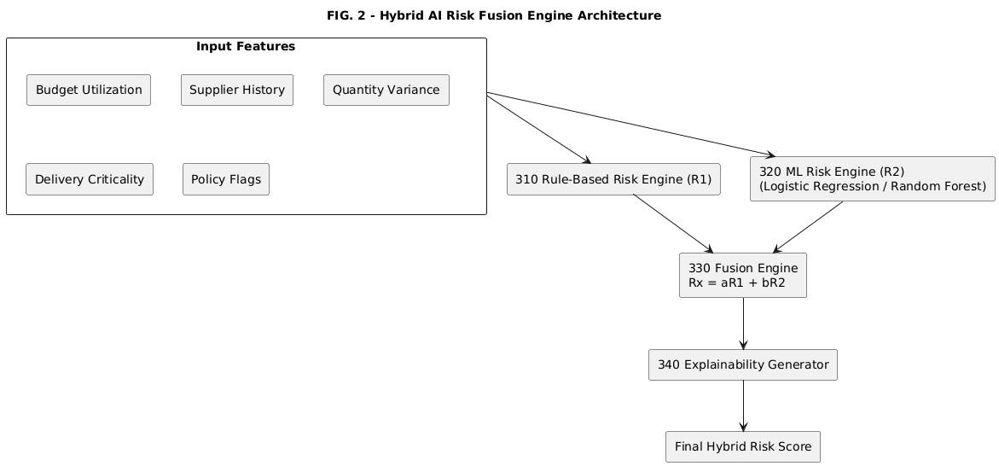 FIG. 2 - Hybrid AI Risk Fusion Engine Architecture
Input Features
Budget Utilization
Supplier History
Quantity Variance
Delivery Criticality
Policy Flags
310 Rule-Based Risk Engine (R1)
320 ML Risk Engine (R2)
(Logistic Regression / Random Forest)
330 Fusion Engine
Rx = aR1 + bR2
340 Explainability Generator
Final Hybrid Risk Score